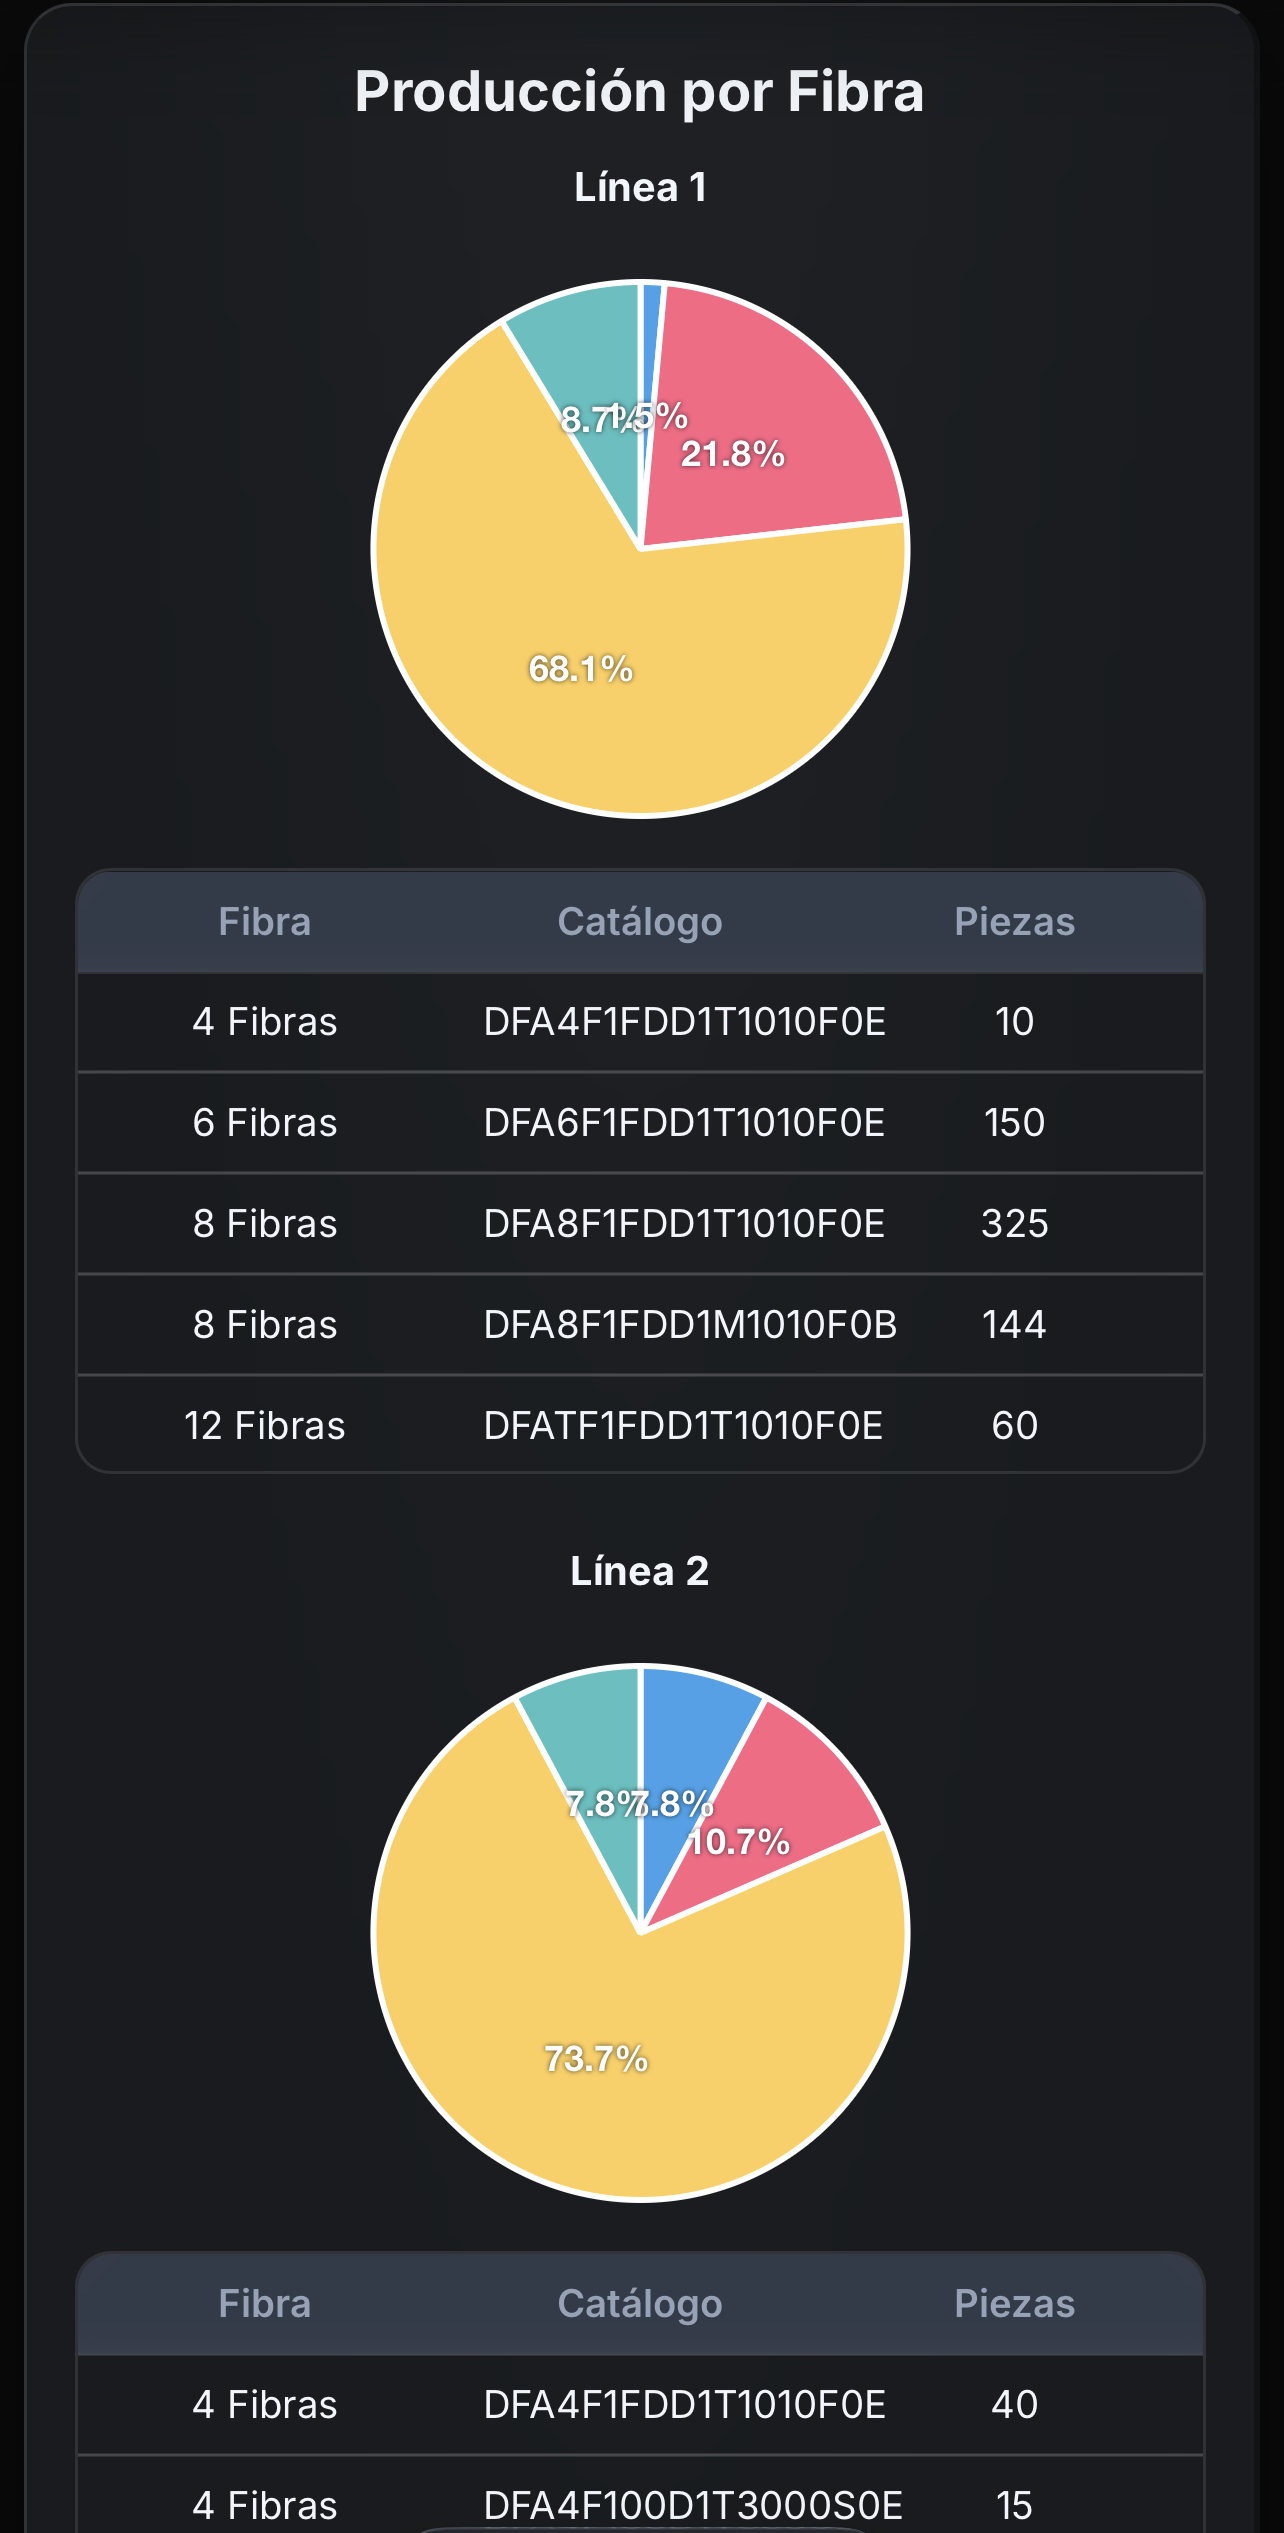 Producción por Fibra
Línea 1
8.7%
1.5%
21.8%
68.1%
Fibra Catálogo Piezas
4 Fibras DFA4F1FDD1T1010F0E 10
6 Fibras DFA6F1FDD1T1010F0E 150
8 Fibras DFA8F1FDD1T1010F0E 325
8 Fibras DFA8F1FDD1M1010F0B 144
12 Fibras DFATF1FDD1T1010F0E 60
Línea 2
7.8%
7.8%
10.7%
73.7%
Fibra Catálogo Piezas
4 Fibras DFA4F1FDD1T1010F0E 40
4 Fibras DFA4F100D1T3000S0E 15